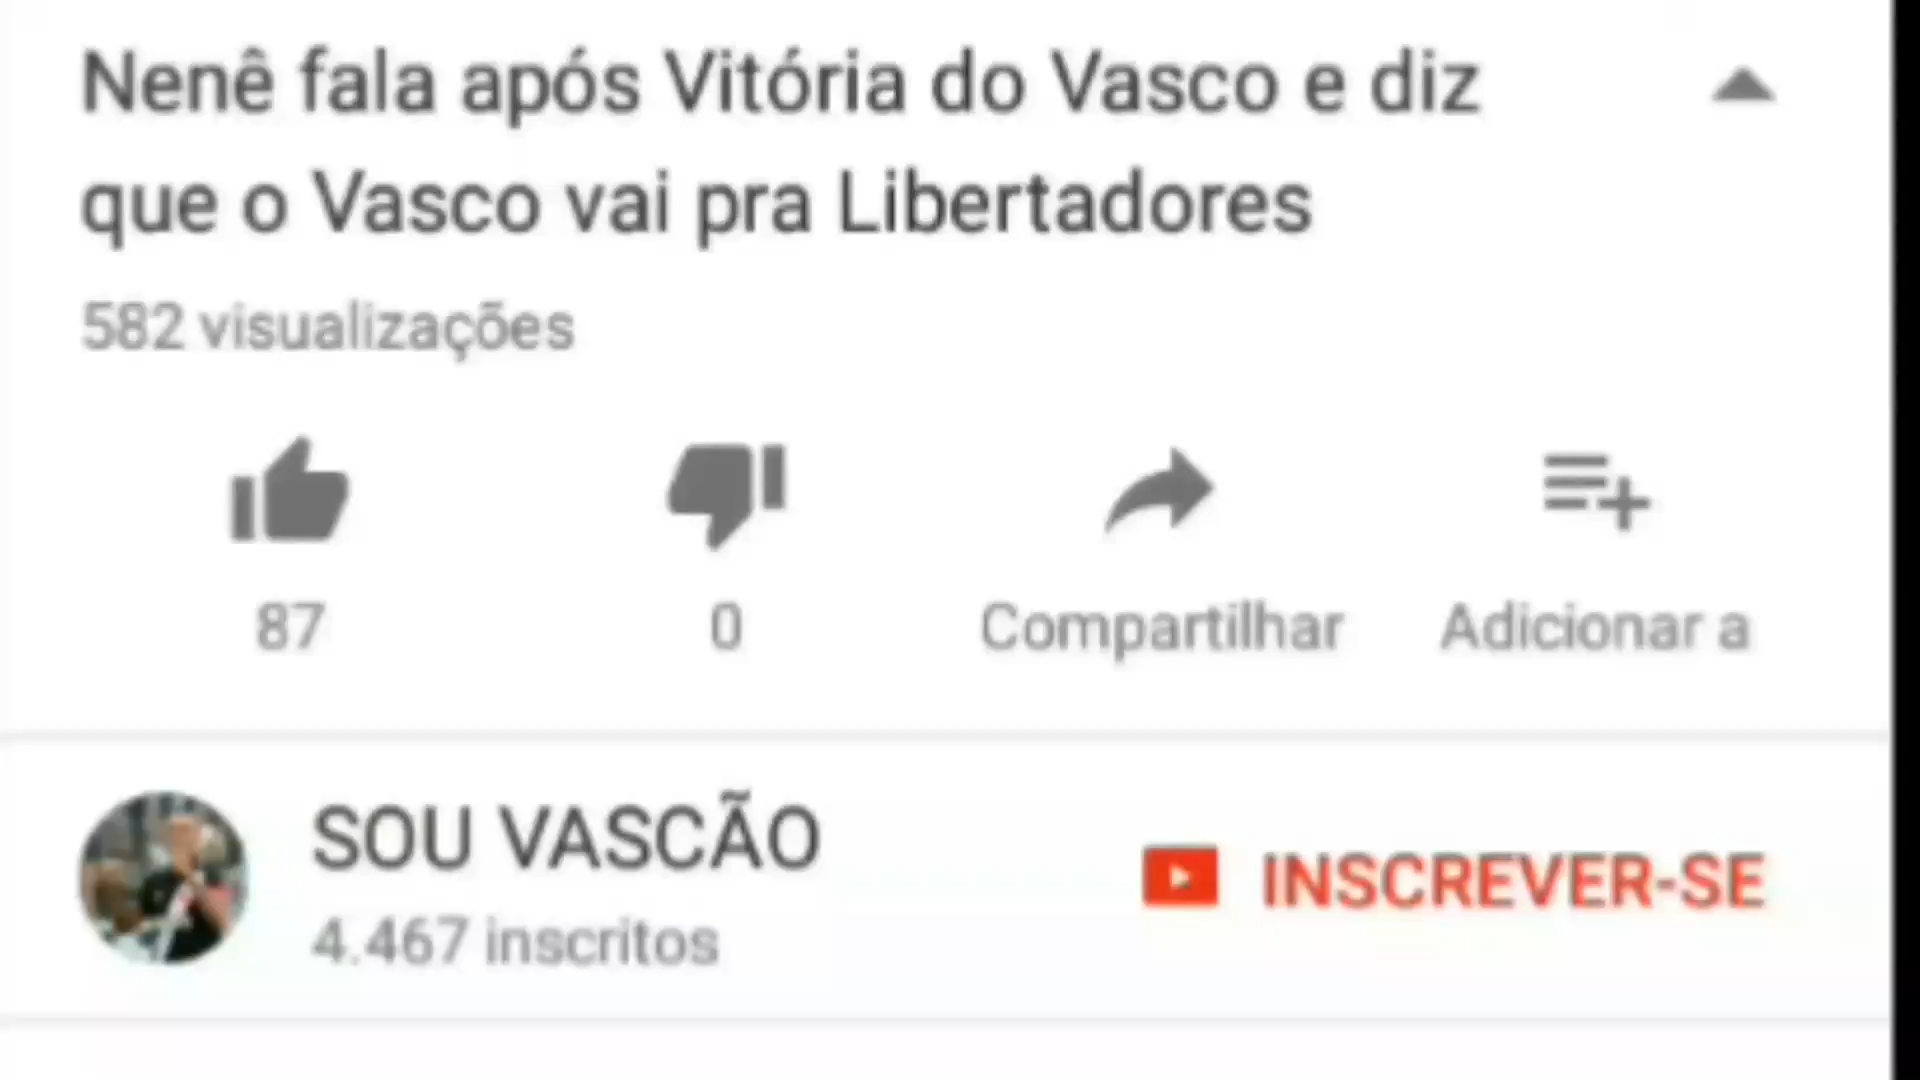 Nenê fala após Vitória do Vasco e diz
que o Vasco vai pra Libertadores
582 visualizações
87
0
Compartilhar
Adicionar a
SOU VASCÃO
INSCREVER-SE
4.467 inscritos